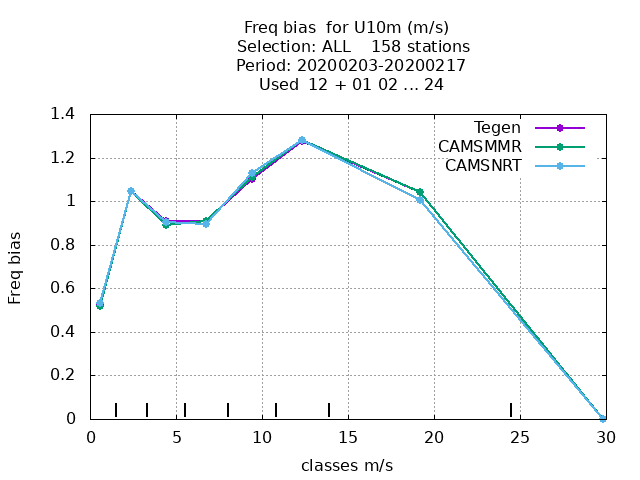 Freq bias  for U10m (m/s)
Selection: ALL    158 stations
Period: 20200203-20200217
Used  12 + 01 02 ... 24
Tegen
CAMSMMR
CAMSNRT
1.4
1.2
1
0.8
0.6
0.4
0.2
0
Freq bias
0 5 10 15 20 25 30
classes m/s